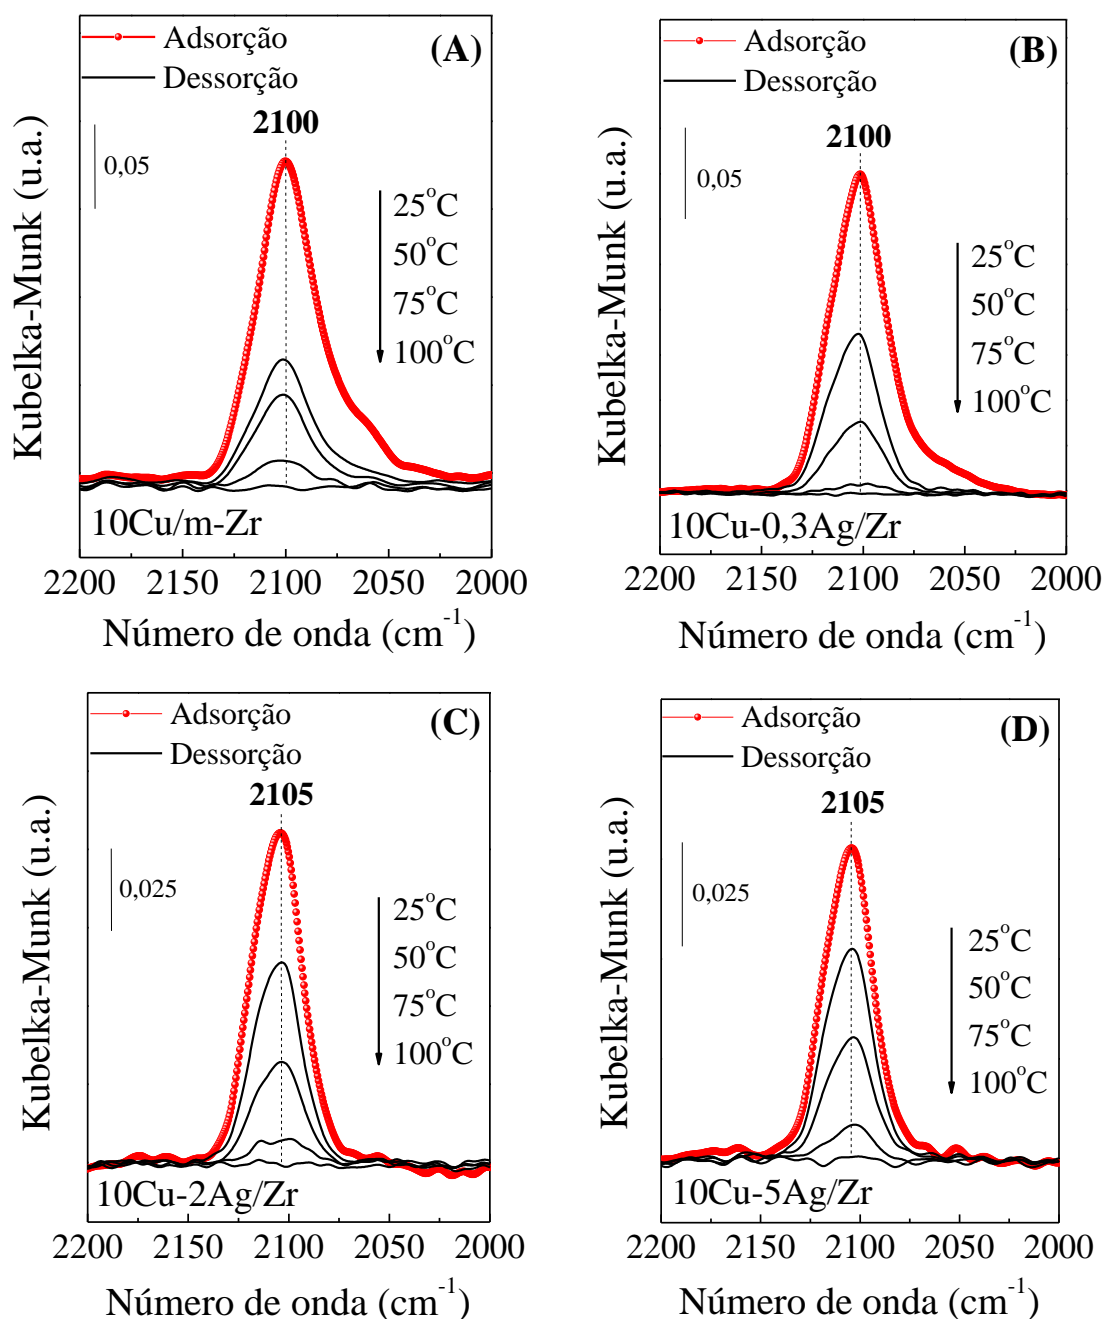 Adsorção
Dessorção
(A)
2100
0,05
25°C
50°C
75°C
100°C
10Cu/m-Zr
Kubelka-Munk (u.a.)
2200 2150 2100 2050 2000
Número de onda (cm⁻¹)
Adsorção
Dessorção
(B)
2100
0,05
25°C
50°C
75°C
100°C
10Cu-0,3Ag/Zr
Kubelka-Munk (u.a.)
2200 2150 2100 2050 2000
Número de onda (cm⁻¹)
Adsorção
Dessorção
(C)
2105
0,025
25°C
50°C
75°C
100°C
10Cu-2Ag/Zr
Kubelka-Munk (u.a.)
2200 2150 2100 2050 2000
Número de onda (cm⁻¹)
Adsorção
Dessorção
(D)
2105
0,025
25°C
50°C
75°C
100°C
10Cu-5Ag/Zr
Kubelka-Munk (u.a.)
2200 2150 2100 2050 2000
Número de onda (cm⁻¹)